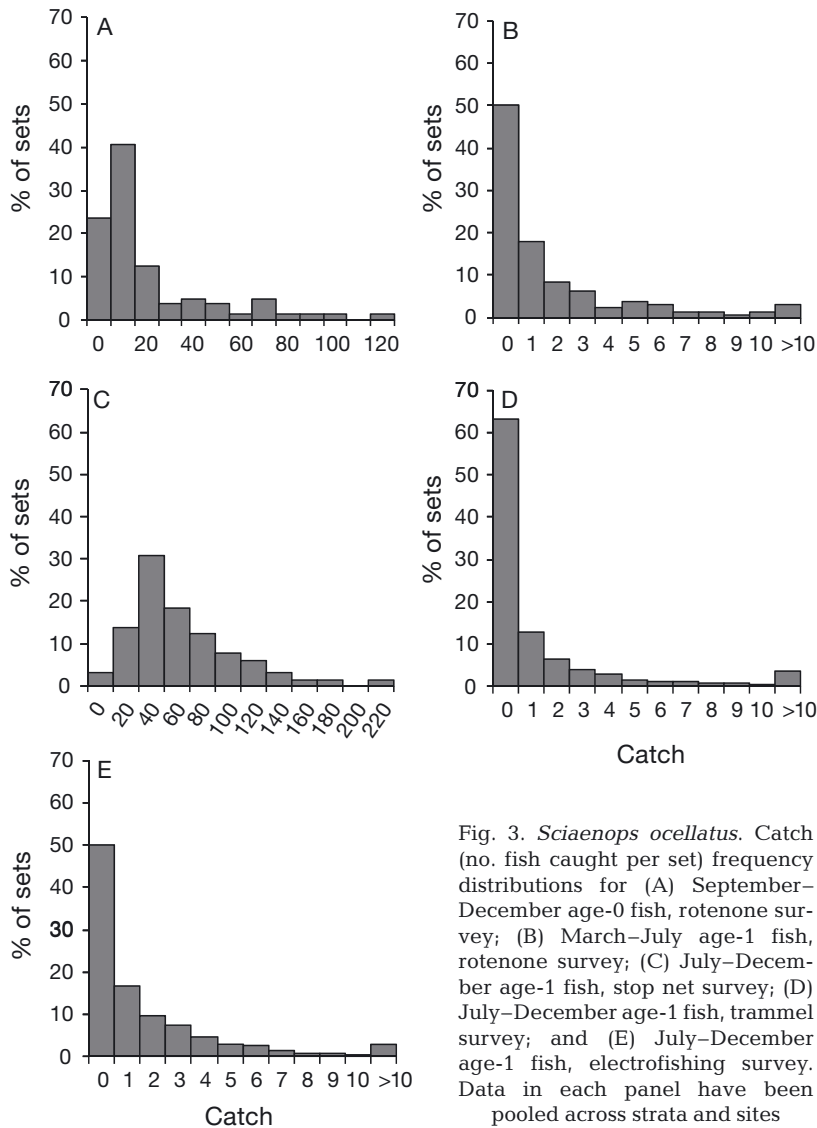 A
% of sets
70
60
50
40
30
20
10
0
0 20 40 60 80 100 120
B
% of sets
70
60
50
40
30
20
10
0
0 1 2 3 4 5 6 7 8 9 10 >10
C
% of sets
70
60
50
40
30
20
10
0
0 20 40 60 80 100 120 140 160 180 200 220
D
% of sets
70
60
50
40
30
20
10
0
0 1 2 3 4 5 6 7 8 9 10 >10
Catch
E
% of sets
70
60
50
40
30
20
10
0
0 1 2 3 4 5 6 7 8 9 10 >10
Catch
Fig. 3. Sciaenops ocellatus. Catch
(no. fish caught per set) frequency
distributions for (A) September–
December age-0 fish, rotenone sur-
vey; (B) March–July age-1 fish,
rotenone survey; (C) July–Decem-
ber age-1 fish, stop net survey; (D)
July–December age-1 fish, trammel
survey; and (E) July–December
age-1 fish, electrofishing survey.
Data in each panel have been
pooled across strata and sites